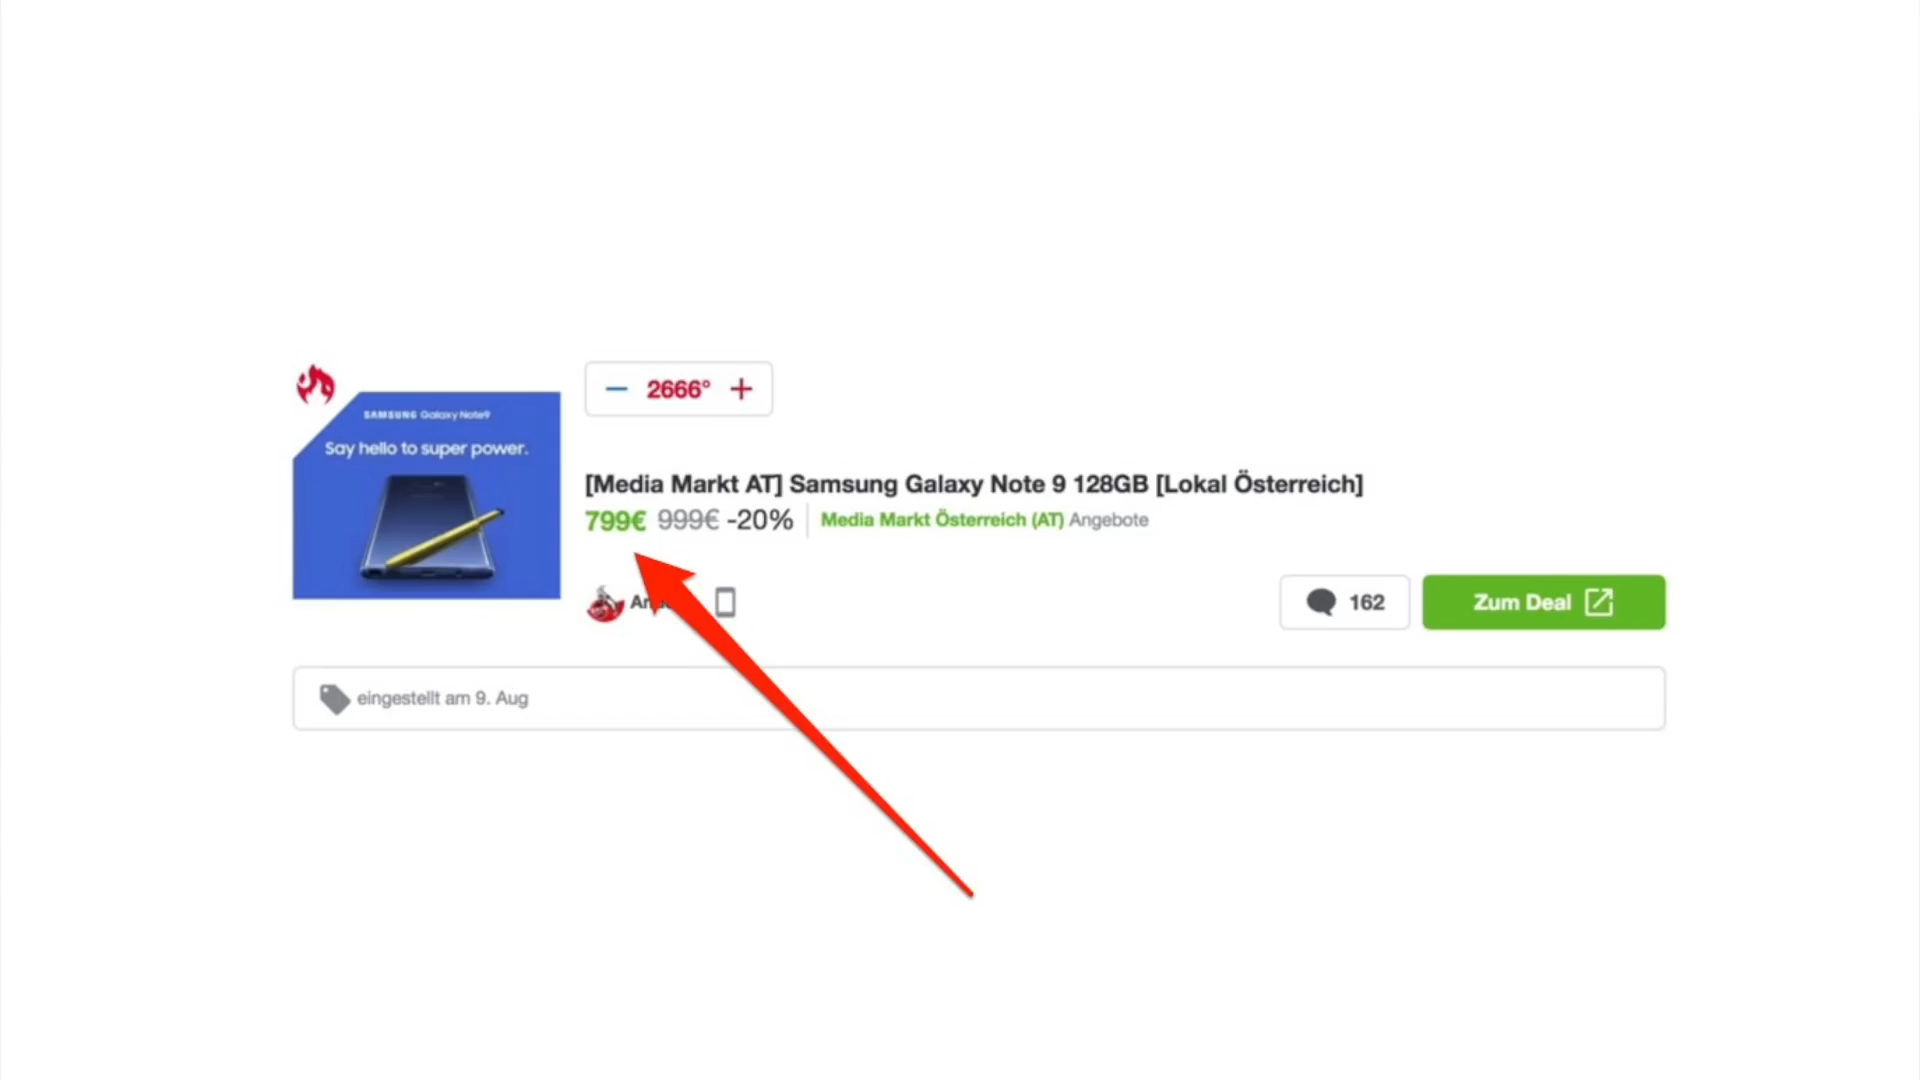 2666°
SAMSUNG Galaxy Note9
Say hello to super power.
[Media Markt AT] Samsung Galaxy Note 9 128GB [Lokal Österreich]
799€ 999€ -20% Media Markt Österreich (AT) Angebote
162
Zum Deal
eingestellt am 9. Aug